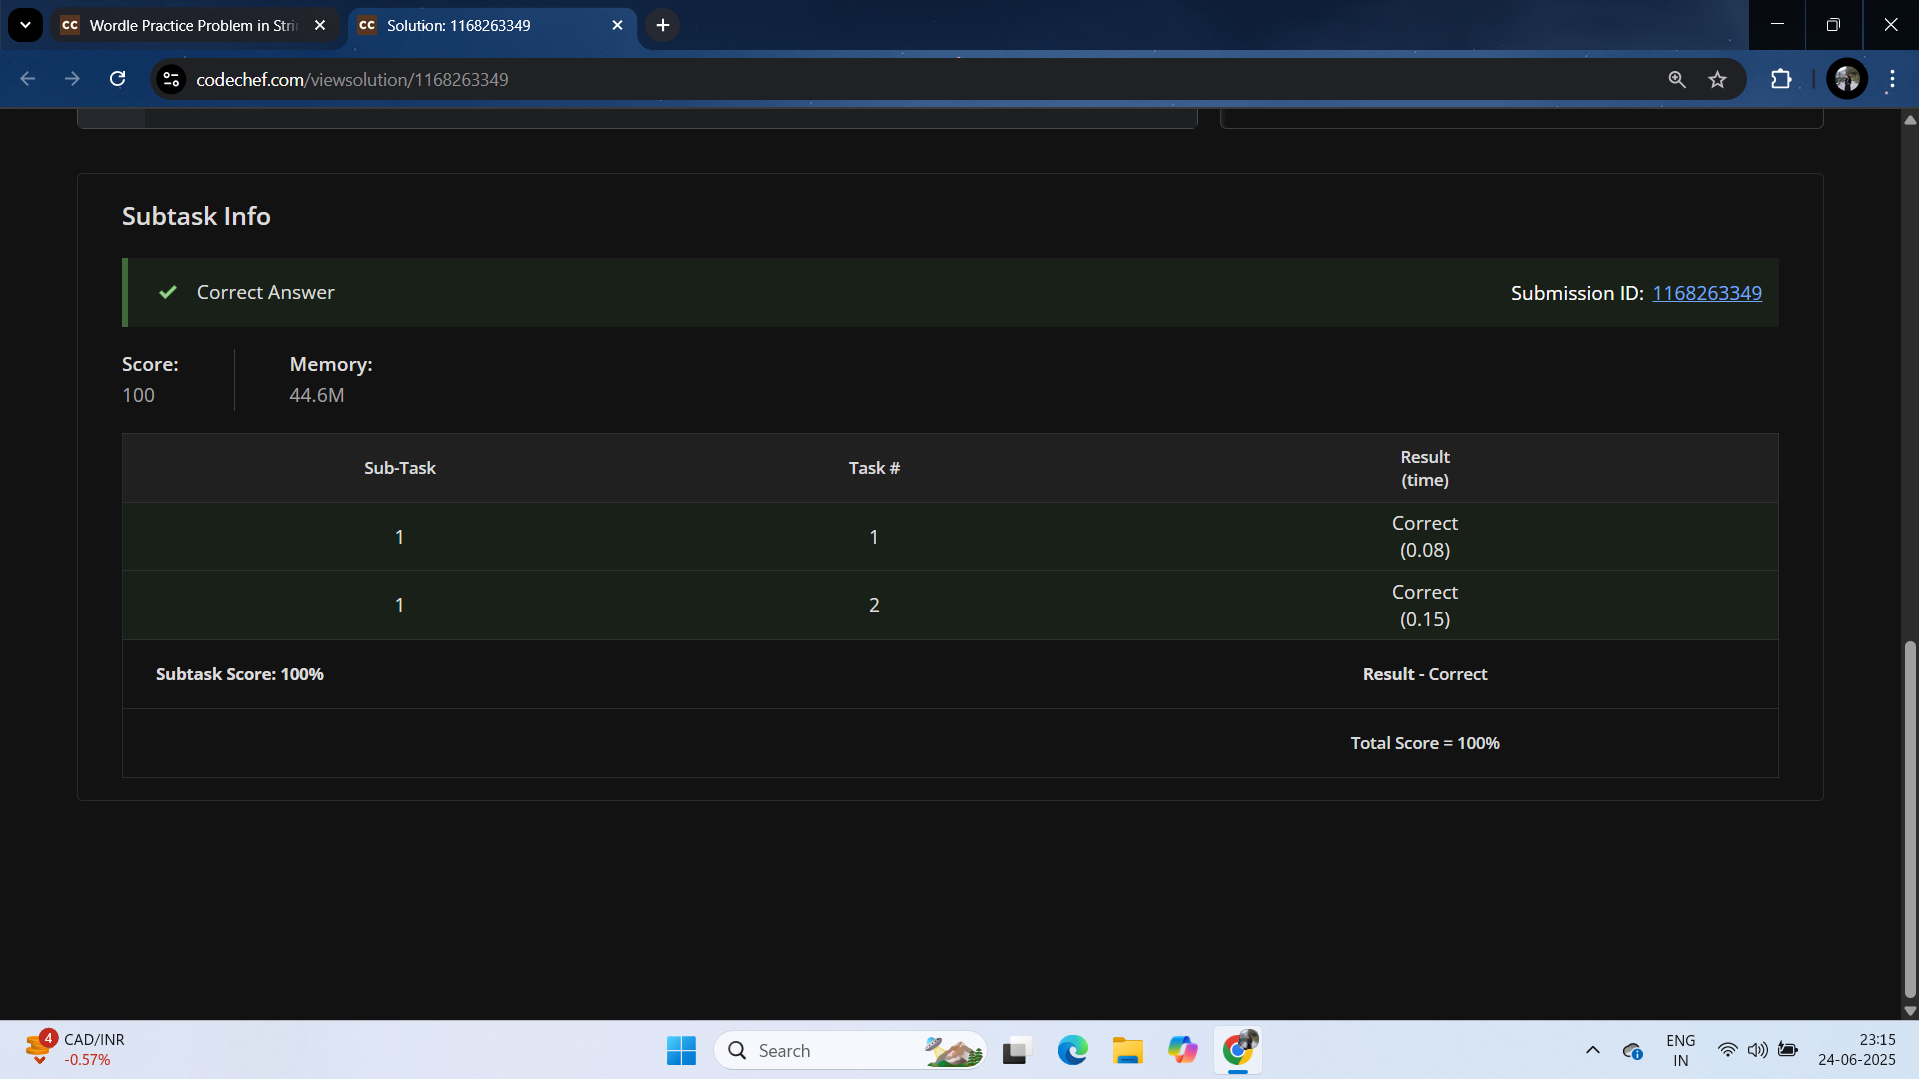 CC Wordle Practice Problem in Stri
CC Solution: 1168263349
codechef.com/viewsolution/1168263349
Subtask Info
Correct Answer
Submission ID: 1168263349
Score:
100
Memory:
44.6M
Sub-Task Task # Result
(time)
1 1 Correct
(0.08)
1 2 Correct
(0.15)
Subtask Score: 100% Result - Correct
Total Score = 100%
4
CAD/INR
-0.57%
Search
ENG
IN
23:15
24-06-2025